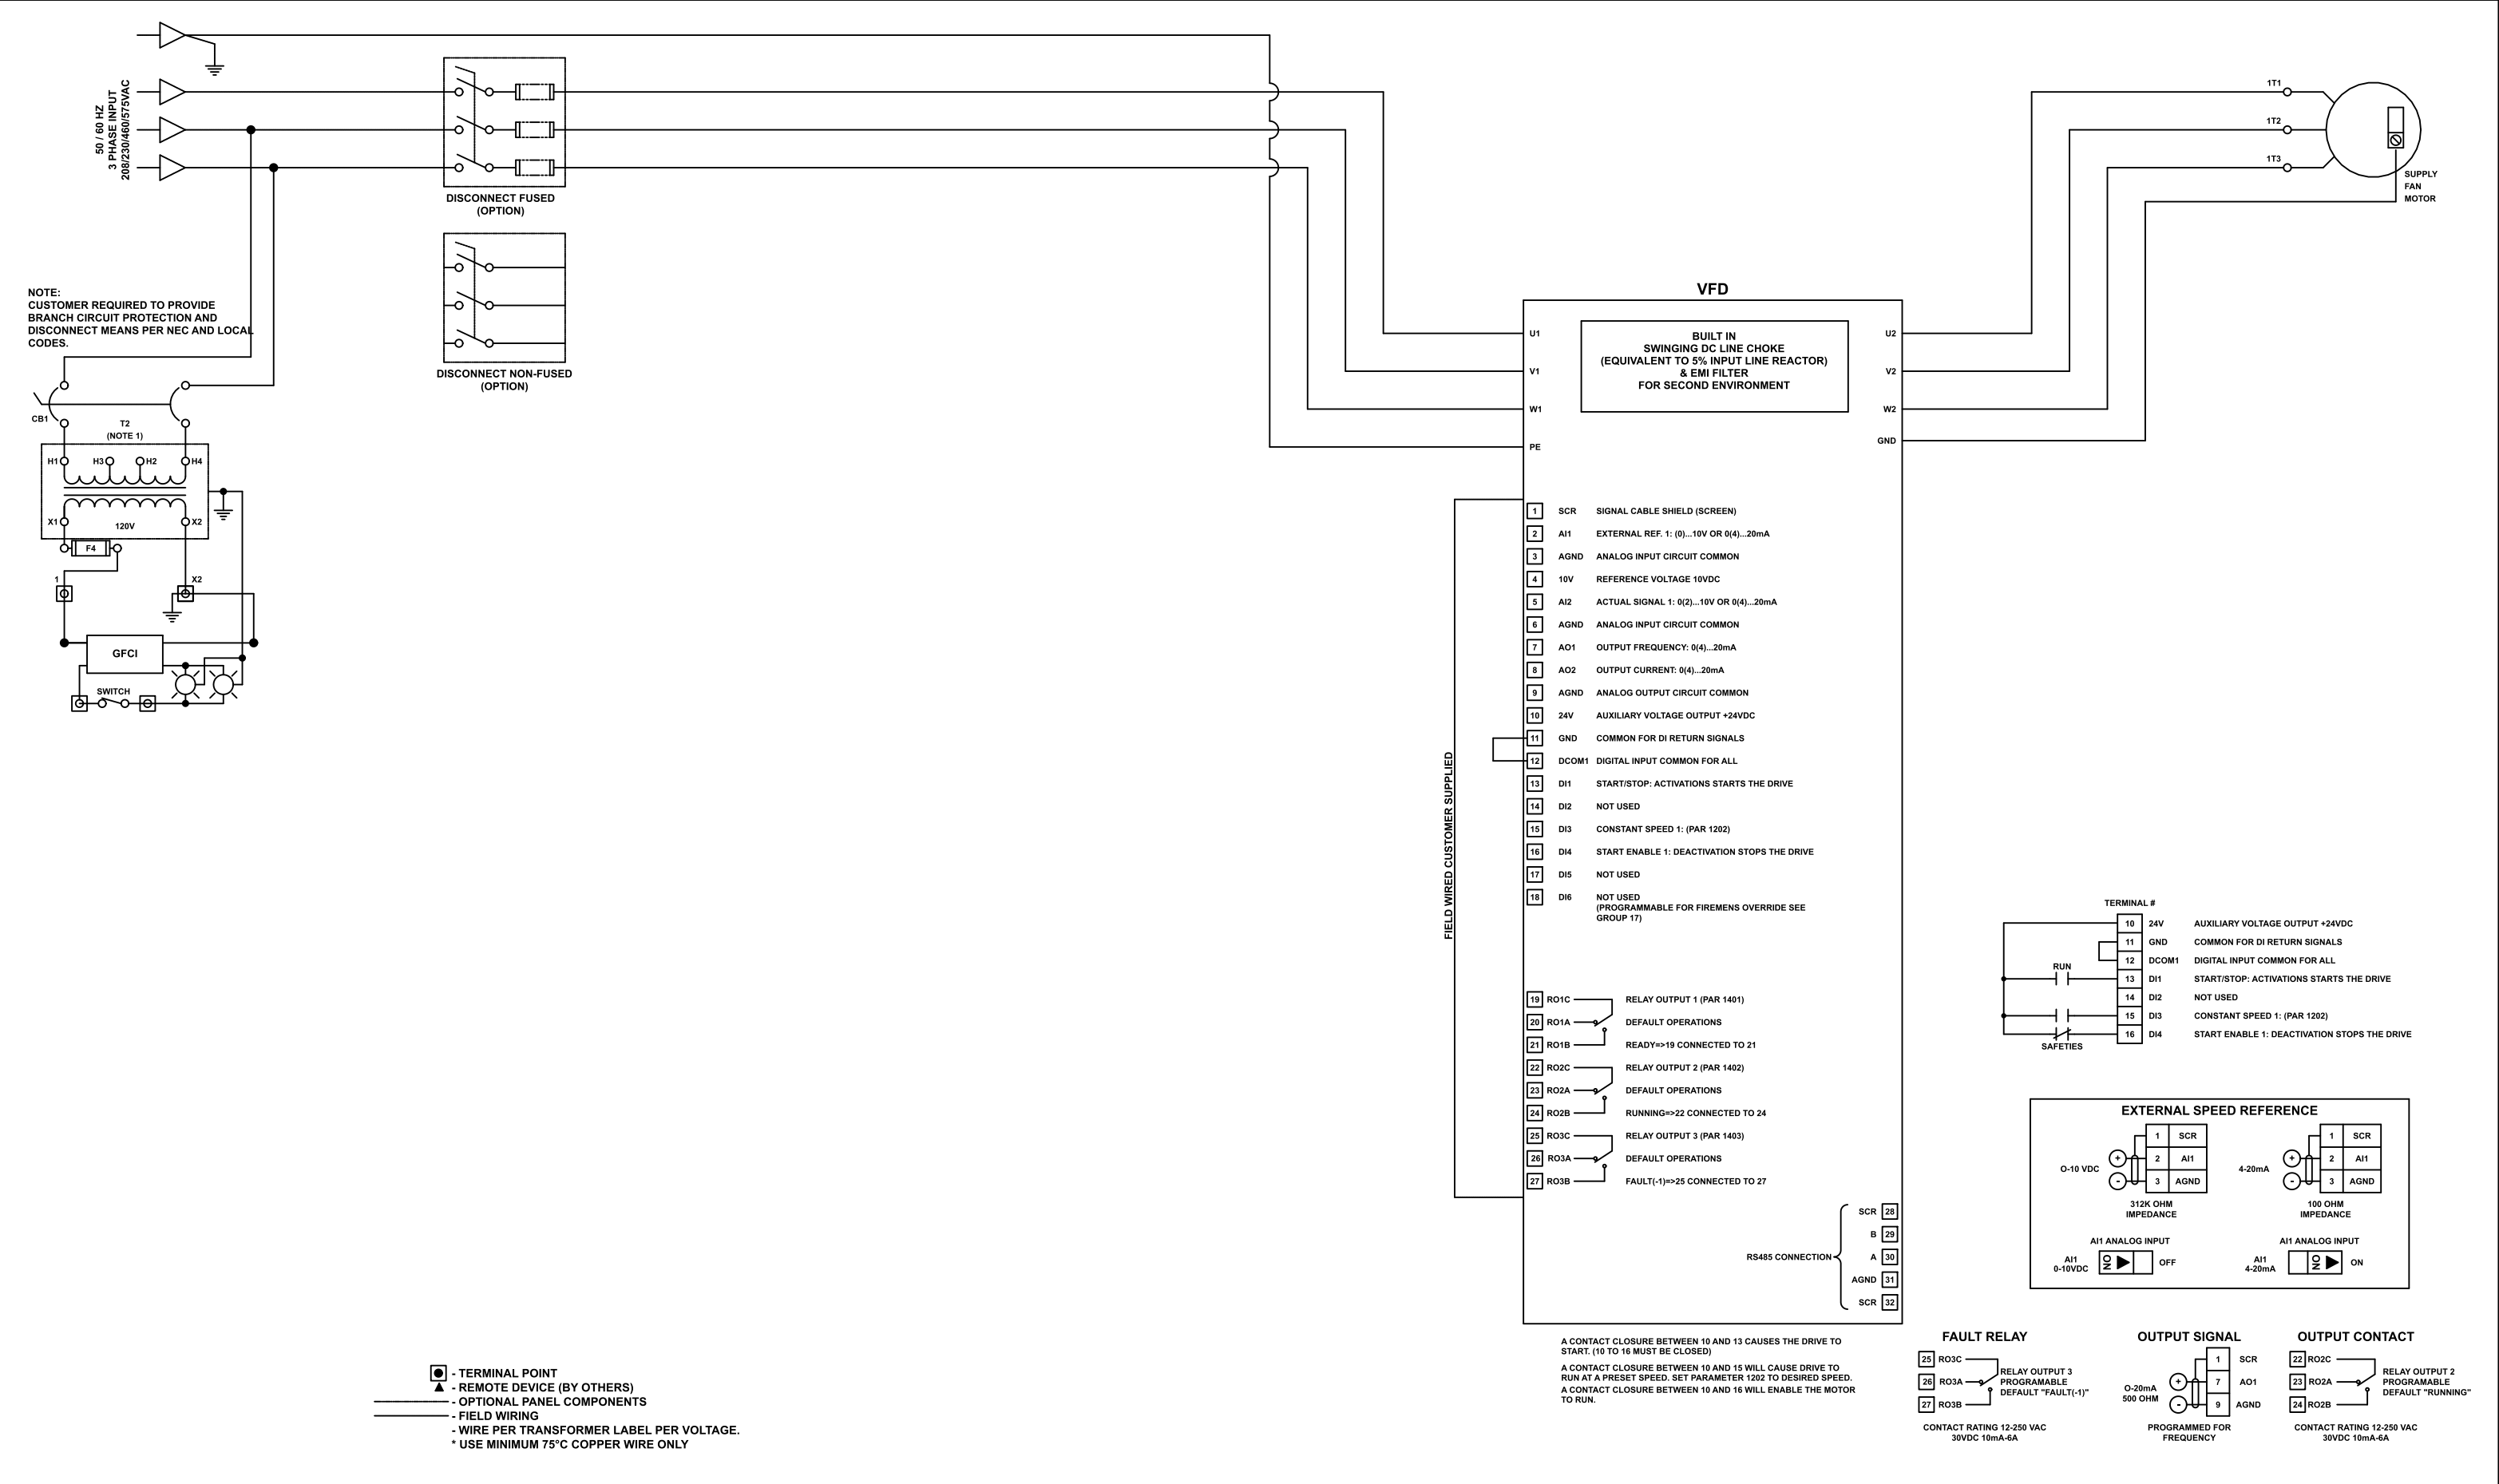 50 / 60 HZ
3 PHASE INPUT
208/230/460/575VAC
DISCONNECT FUSED
(OPTION)
DISCONNECT NON-FUSED
(OPTION)
NOTE:
CUSTOMER REQUIRED TO PROVIDE
BRANCH CIRCUIT PROTECTION AND
DISCONNECT MEANS PER NEC AND LOCAL
CODES.
CB1
T2
(NOTE 1)
H1
H3
H2
H4
X1
120V
X2
F4
1
X2
GFCI
SWITCH
1T1
1T2
1T3
SUPPLY
FAN
MOTOR
VFD
U1
V1
W1
PE
BUILT IN
SWINGING DC LINE CHOKE
(EQUIVALENT TO 5% INPUT LINE REACTOR)
& EMI FILTER
FOR SECOND ENVIRONMENT
U2
V2
W2
GND
FIELD WIRED CUSTOMER SUPPLIED
1 SCR SIGNAL CABLE SHIELD (SCREEN)
2 AI1 EXTERNAL REF. 1: (0)...10V OR 0(4)...20mA
3 AGND ANALOG INPUT CIRCUIT COMMON
4 10V REFERENCE VOLTAGE 10VDC
5 AI2 ACTUAL SIGNAL 1: 0(2)...10V OR 0(4)...20mA
6 AGND ANALOG INPUT CIRCUIT COMMON
7 AO1 OUTPUT FREQUENCY: 0(4)...20mA
8 AO2 OUTPUT CURRENT: 0(4)...20mA
9 AGND ANALOG OUTPUT CIRCUIT COMMON
10 24V AUXILIARY VOLTAGE OUTPUT +24VDC
11 GND COMMON FOR DI RETURN SIGNALS
12 DCOM1 DIGITAL INPUT COMMON FOR ALL
13 DI1 START/STOP: ACTIVATIONS STARTS THE DRIVE
14 DI2 NOT USED
15 DI3 CONSTANT SPEED 1: (PAR 1202)
16 DI4 START ENABLE 1: DEACTIVATION STOPS THE DRIVE
17 DI5 NOT USED
18 DI6 NOT USED
(PROGRAMMABLE FOR FIREMENS OVERRIDE SEE
GROUP 17)
19 RO1C RELAY OUTPUT 1 (PAR 1401)
20 RO1A DEFAULT OPERATIONS
21 RO1B READY=>19 CONNECTED TO 21
22 RO2C RELAY OUTPUT 2 (PAR 1402)
23 RO2A DEFAULT OPERATIONS
24 RO2B RUNNING=>22 CONNECTED TO 24
25 RO3C RELAY OUTPUT 3 (PAR 1403)
26 RO3A DEFAULT OPERATIONS
27 RO3B FAULT(-1)=>25 CONNECTED TO 27
RS485 CONNECTION
SCR 28
B 29
A 30
AGND 31
SCR 32
A CONTACT CLOSURE BETWEEN 10 AND 13 CAUSES THE DRIVE TO
START. (10 TO 16 MUST BE CLOSED)
A CONTACT CLOSURE BETWEEN 10 AND 15 WILL CAUSE DRIVE TO
RUN AT A PRESET SPEED. SET PARAMETER 1202 TO DESIRED SPEED.
A CONTACT CLOSURE BETWEEN 10 AND 16 WILL ENABLE THE MOTOR
TO RUN.
TERMINAL #
10 24V AUXILIARY VOLTAGE OUTPUT +24VDC
11 GND COMMON FOR DI RETURN SIGNALS
12 DCOM1 DIGITAL INPUT COMMON FOR ALL
RUN
13 DI1 START/STOP: ACTIVATIONS STARTS THE DRIVE
14 DI2 NOT USED
15 DI3 CONSTANT SPEED 1: (PAR 1202)
16 DI4 START ENABLE 1: DEACTIVATION STOPS THE DRIVE
SAFETIES
EXTERNAL SPEED REFERENCE
O-10 VDC
+
-
1 SCR
2 AI1
3 AGND
312K OHM
IMPEDANCE
AI1 ANALOG INPUT
AI1
0-10VDC
ON
OFF
4-20mA
+
-
1 SCR
2 AI1
3 AGND
100 OHM
IMPEDANCE
AI1 ANALOG INPUT
AI1
4-20mA
ON
ON
FAULT RELAY
25 RO3C
26 RO3A
27 RO3B
RELAY OUTPUT 3
PROGRAMABLE
DEFAULT "FAULT(-1)"
CONTACT RATING 12-250 VAC
30VDC 10mA-6A
OUTPUT SIGNAL
O-20mA
500 OHM
+
-
1 SCR
7 AO1
9 AGND
PROGRAMMED FOR
FREQUENCY
OUTPUT CONTACT
22 RO2C
23 RO2A
24 RO2B
RELAY OUTPUT 2
PROGRAMABLE
DEFAULT "RUNNING"
CONTACT RATING 12-250 VAC
30VDC 10mA-6A
- TERMINAL POINT
- REMOTE DEVICE (BY OTHERS)
- OPTIONAL PANEL COMPONENTS
- FIELD WIRING
- WIRE PER TRANSFORMER LABEL PER VOLTAGE.
* USE MINIMUM 75°C COPPER WIRE ONLY